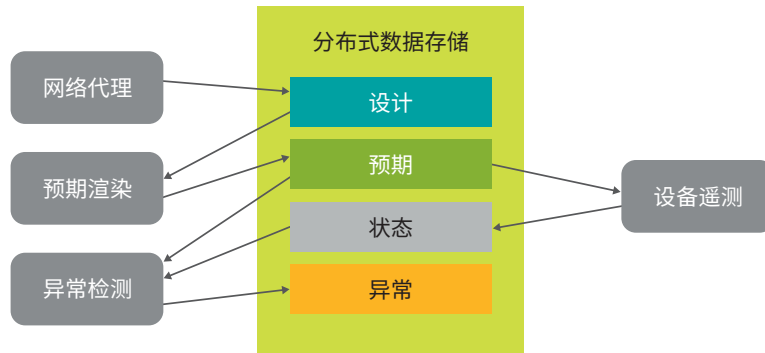 分布式数据存储
网络代理
设计
预期渲染
预期
设备遥测
状态
异常检测
异常